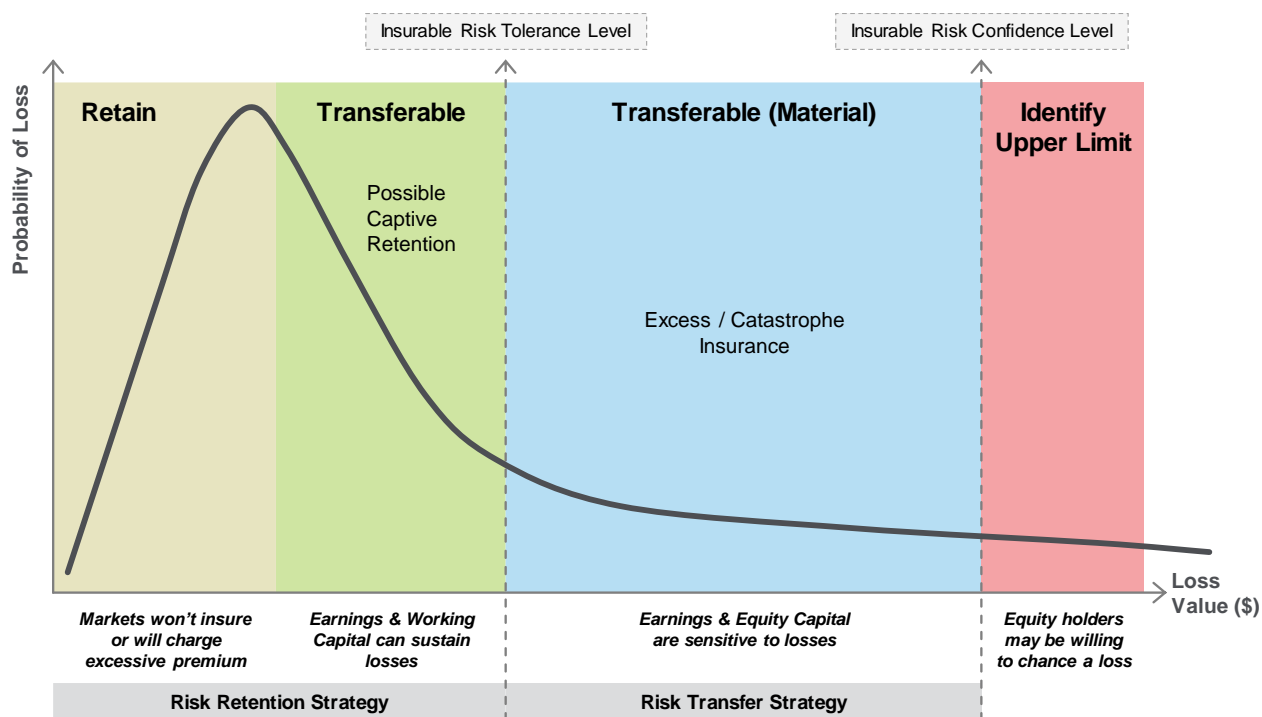 Insurable Risk Tolerance Level
Insurable Risk Confidence Level
Probability of Loss
Retain
Transferable
Possible
Captive
Retention
Transferable (Material)
Excess / Catastrophe
Insurance
Identify
Upper Limit
Loss
Value ($)
Markets won’t insure
or will charge
excessive premium
Earnings & Working
Capital can sustain
losses
Earnings & Equity Capital
are sensitive to losses
Equity holders
may be willing
to chance a loss
Risk Retention Strategy
Risk Transfer Strategy